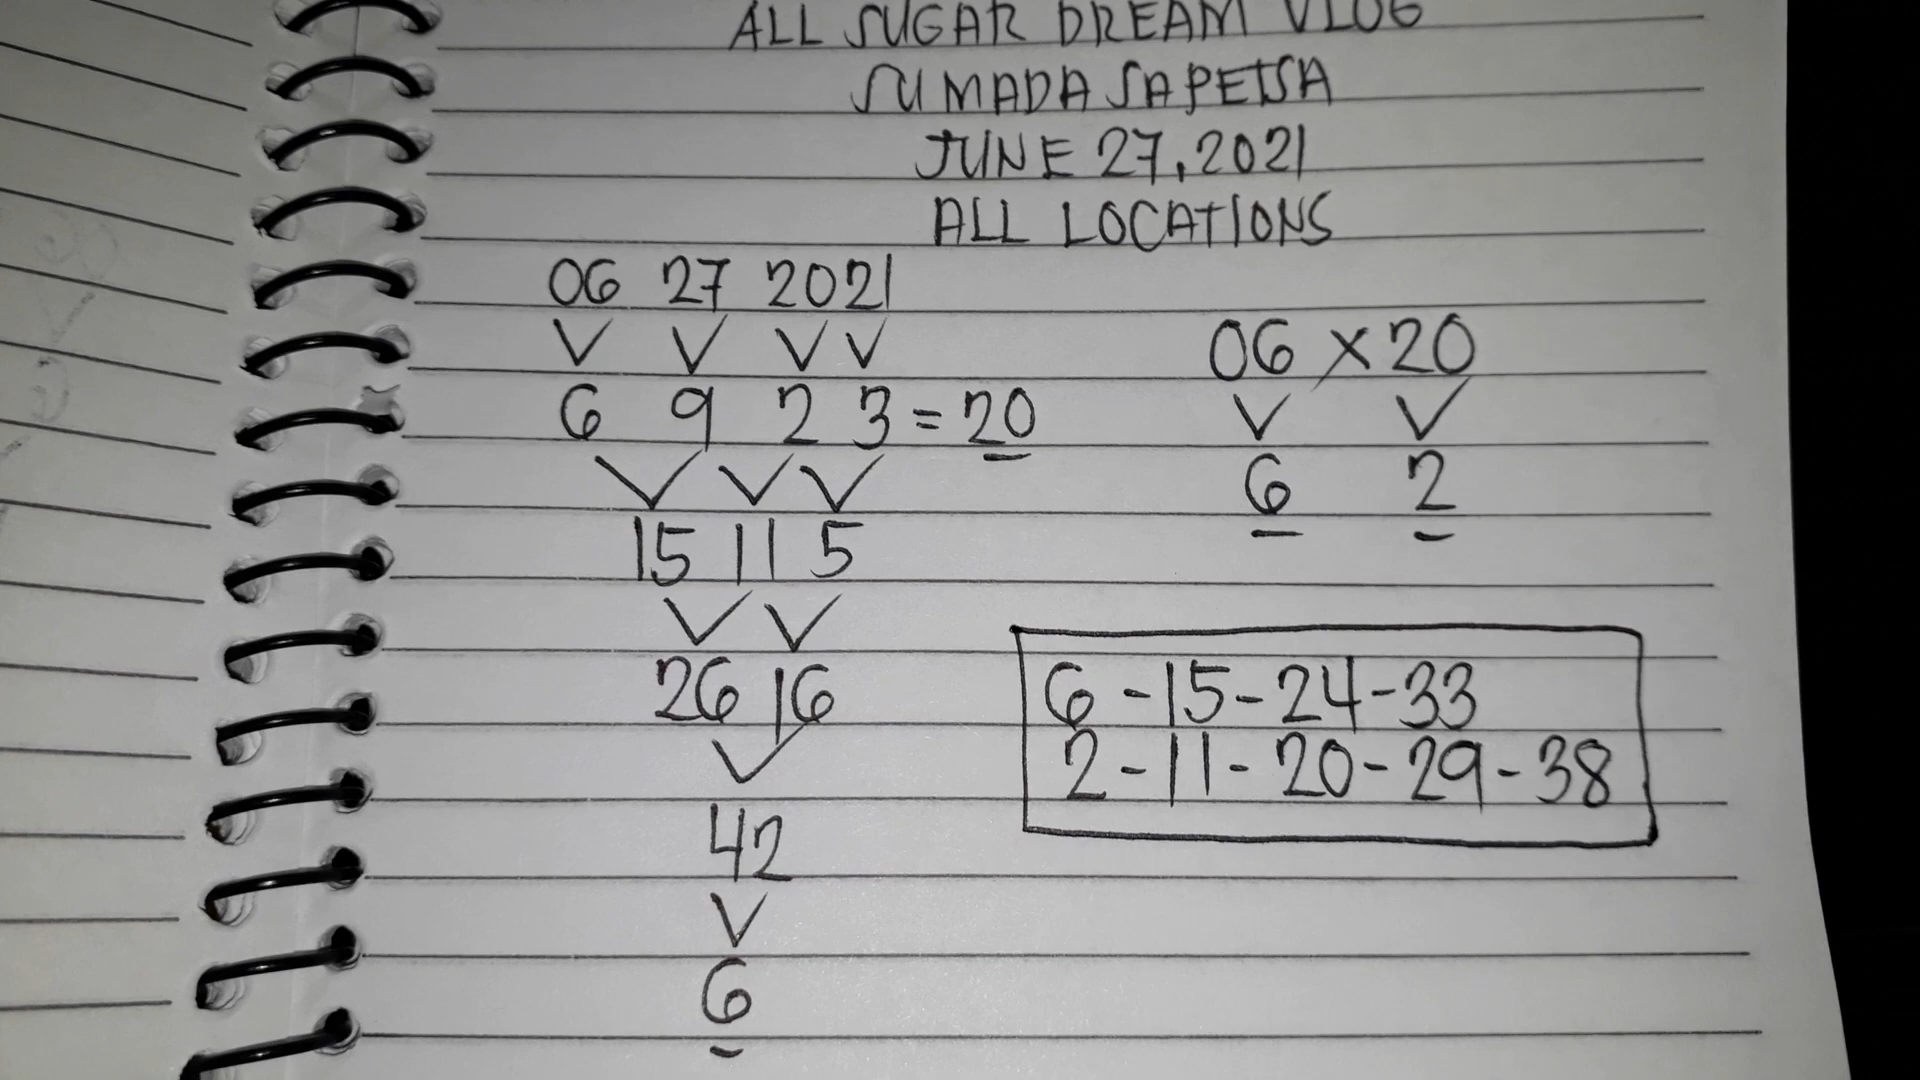 ALL SUGAR DREAM VLOG
SUMADA SA PETSA
JUNE 27, 2021
ALL LOCATIONS
06 27 2021
6 9 2 3 = 20
15 11 5
26 16
42
6
06 x 20
6 2
6 - 15 - 24 - 33
2 - 11 - 20 - 29 - 38